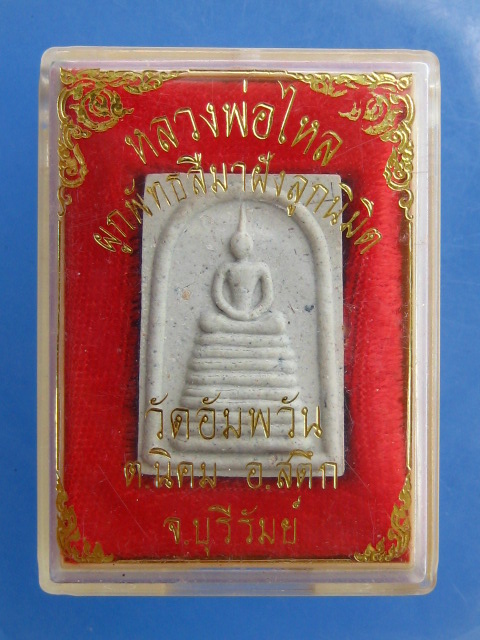 หลวงพ่อไหล
ผูกพัทธสีมาฝังลูกนิมิต
วัดอัมพวัน
ต.นิคม อ.สตึก
จ.บุรีรัมย์